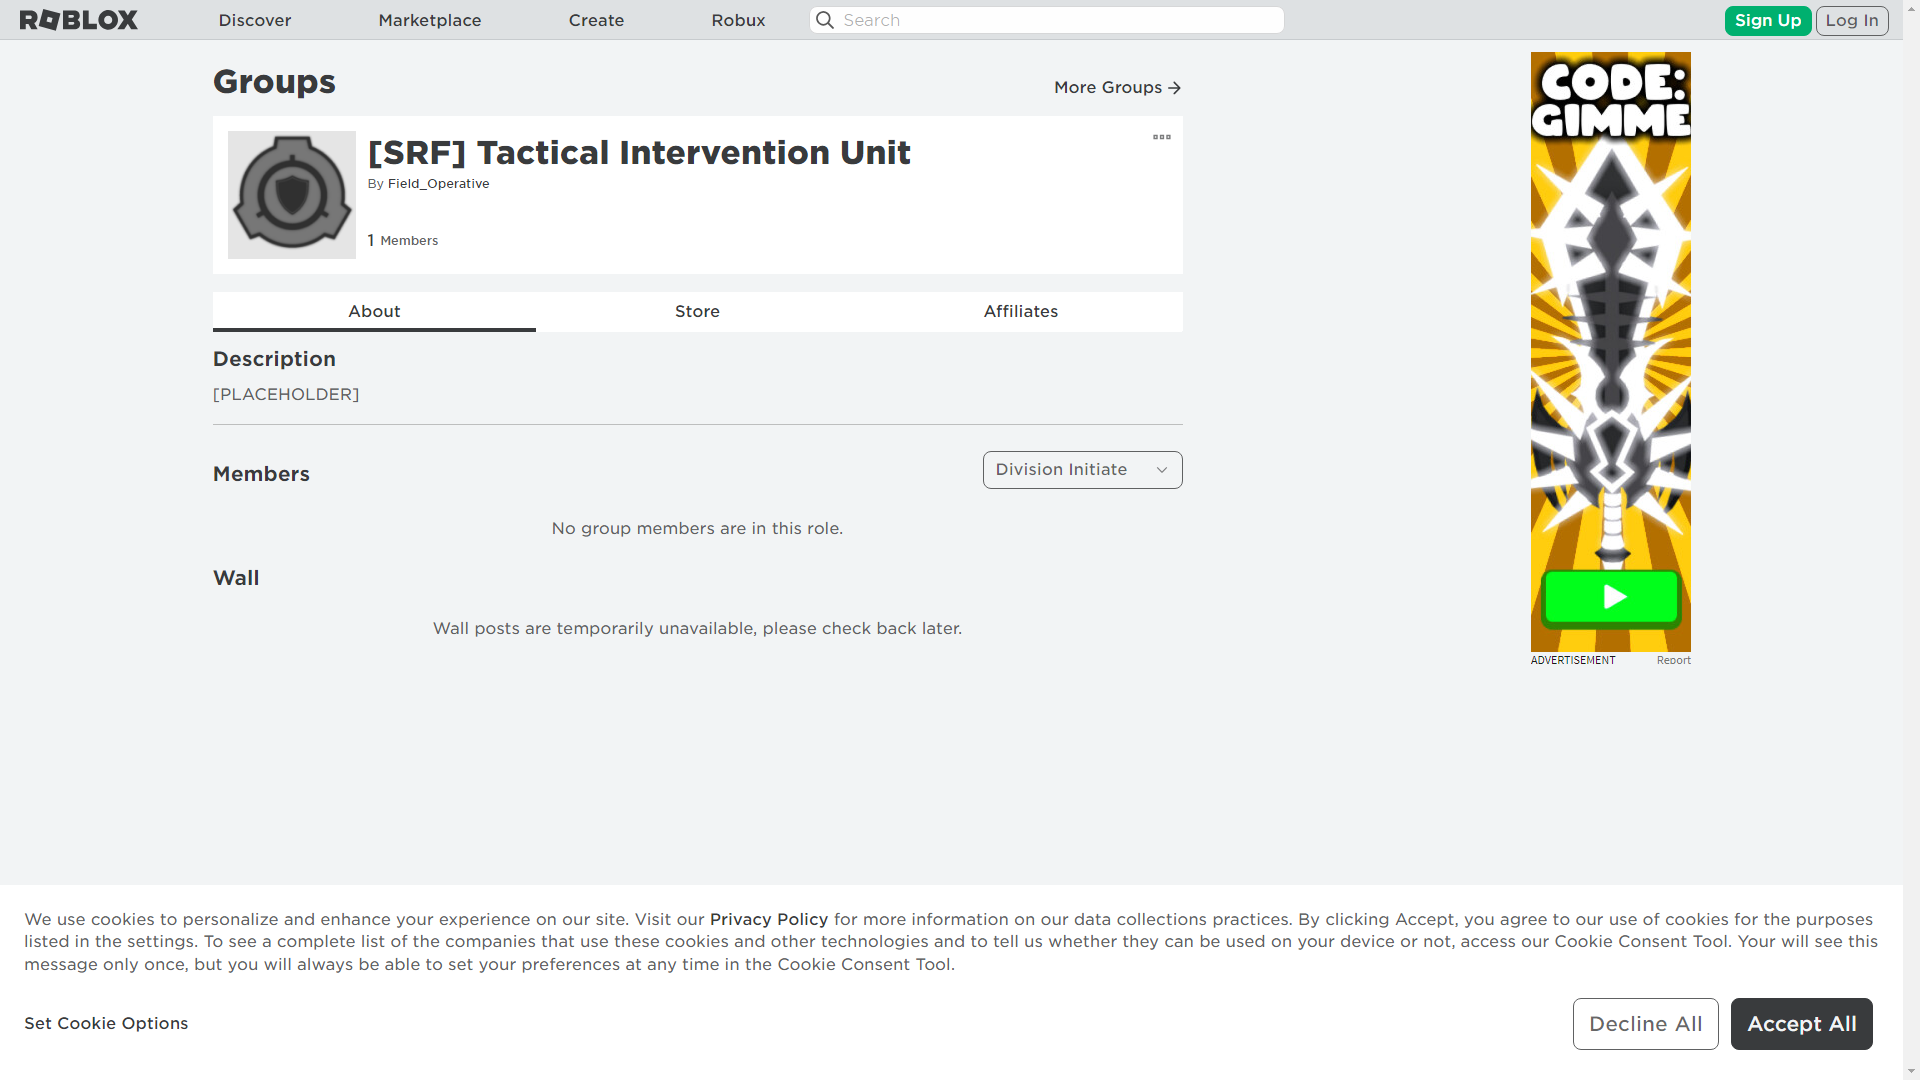 ROBLOX
Discover
Marketplace
Create
Robux
Search
Sign Up
Log In
Groups
More Groups
[SRF] Tactical Intervention Unit
By Field_Operative
1 Members
About
Store
Affiliates
Description
[PLACEHOLDER]
Members
Division Initiate
No group members are in this role.
Wall
Wall posts are temporarily unavailable, please check back later.
CODE:
GIMME
ADVERTISEMENT
Report
We use cookies to personalize and enhance your experience on our site. Visit our Privacy Policy for more information on our data collections practices. By clicking Accept, you agree to our use of cookies for the purposes
listed in the settings. To see a complete list of the companies that use these cookies and other technologies and to tell us whether they can be used on your device or not, access our Cookie Consent Tool. Your will see this
message only once, but you will always be able to set your preferences at any time in the Cookie Consent Tool.
Set Cookie Options
Decline All
Accept All